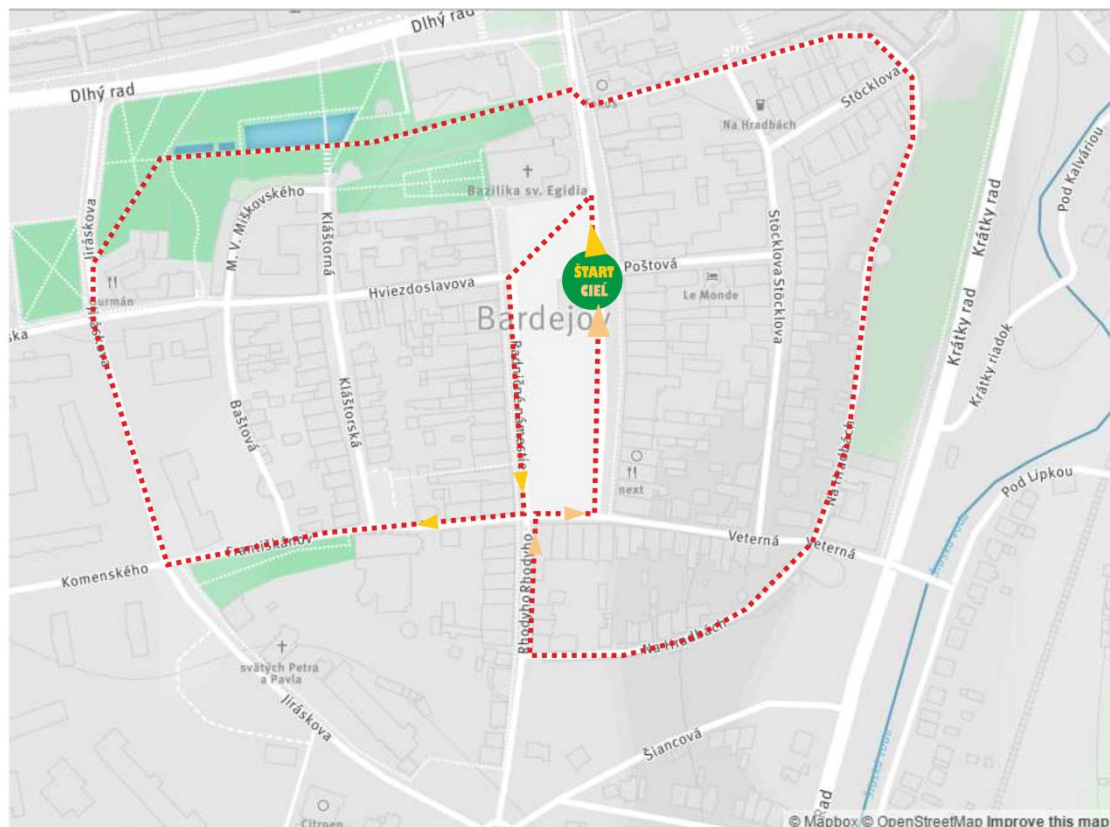 Dlhý rad
Dlhý rad
Stöcklova
Na Hradbách
Pod Kalváriou
Bazilika sv. Egídia
Jiráskova
M. V. Miškovského
Kláštorná
Krátky rad
Krátky rad
Hviezdoslavova
ŠTART
CIEĽ
Poštová
Le Monde
Stöcklova
Stöcklova
Bardejov
Jiráskova
Radničné námestie
Krátky riadok
Baštová
Kláštorská
next
Na Hradbách
Pod Lipkou
Františkánov
Komenského
Veterná
Veterná
Rhodyho
Rhodyho
Na Hradbách
svätých Petra
a Pavla
Jiráskova
Šiancová
Citroen
Rad
© Mapbox © OpenStreetMap Improve this map